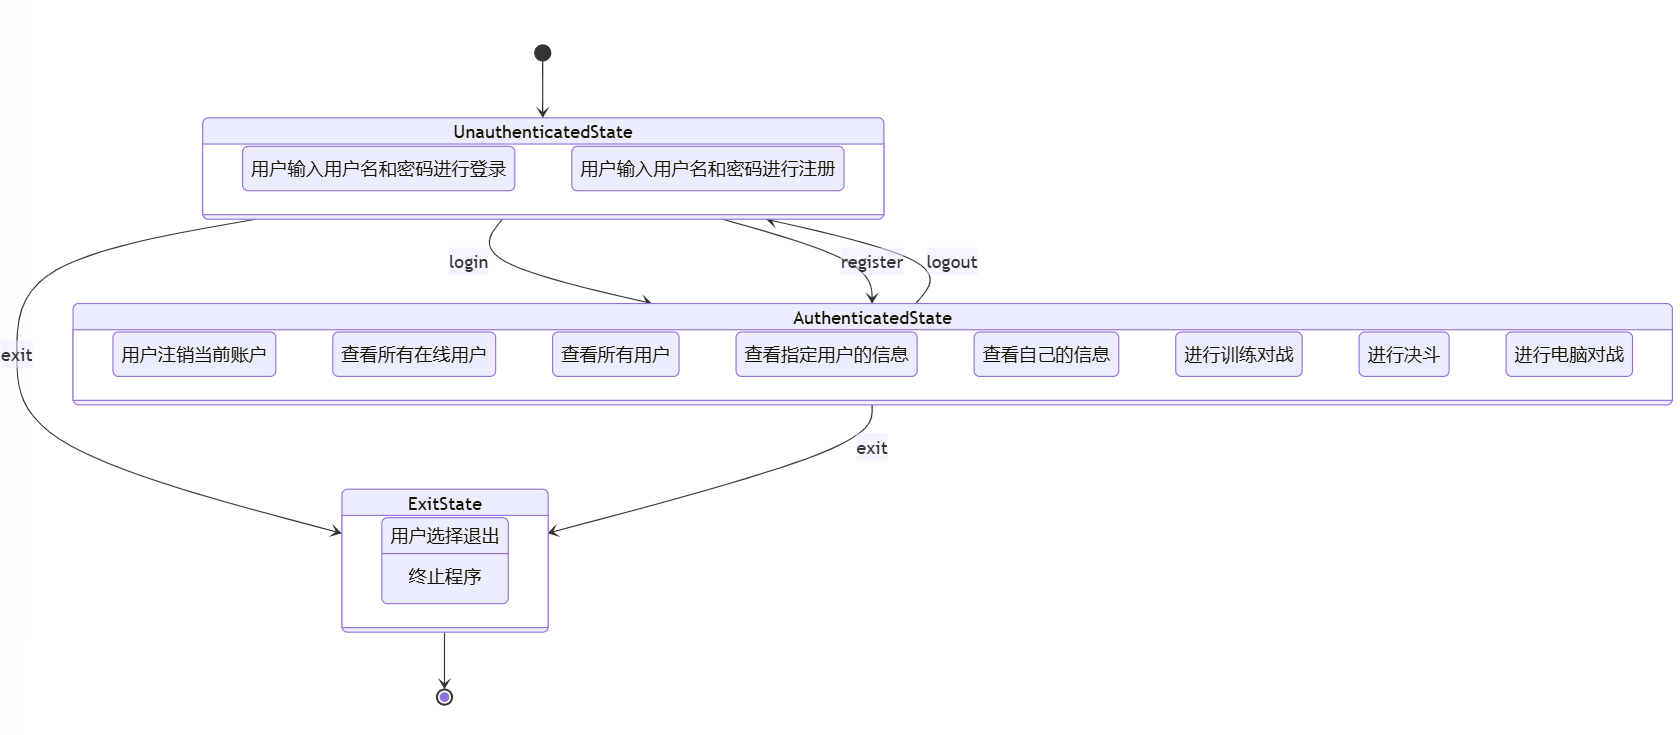 UnauthenticatedState
用户输入用户名和密码进行登录
用户输入用户名和密码进行注册
login
register
logout
AuthenticatedState
用户注销当前账户
查看所有在线用户
查看所有用户
查看指定用户的信息
查看自己的信息
进行训练对战
进行决斗
进行电脑对战
exit
exit
ExitState
用户选择退出
终止程序